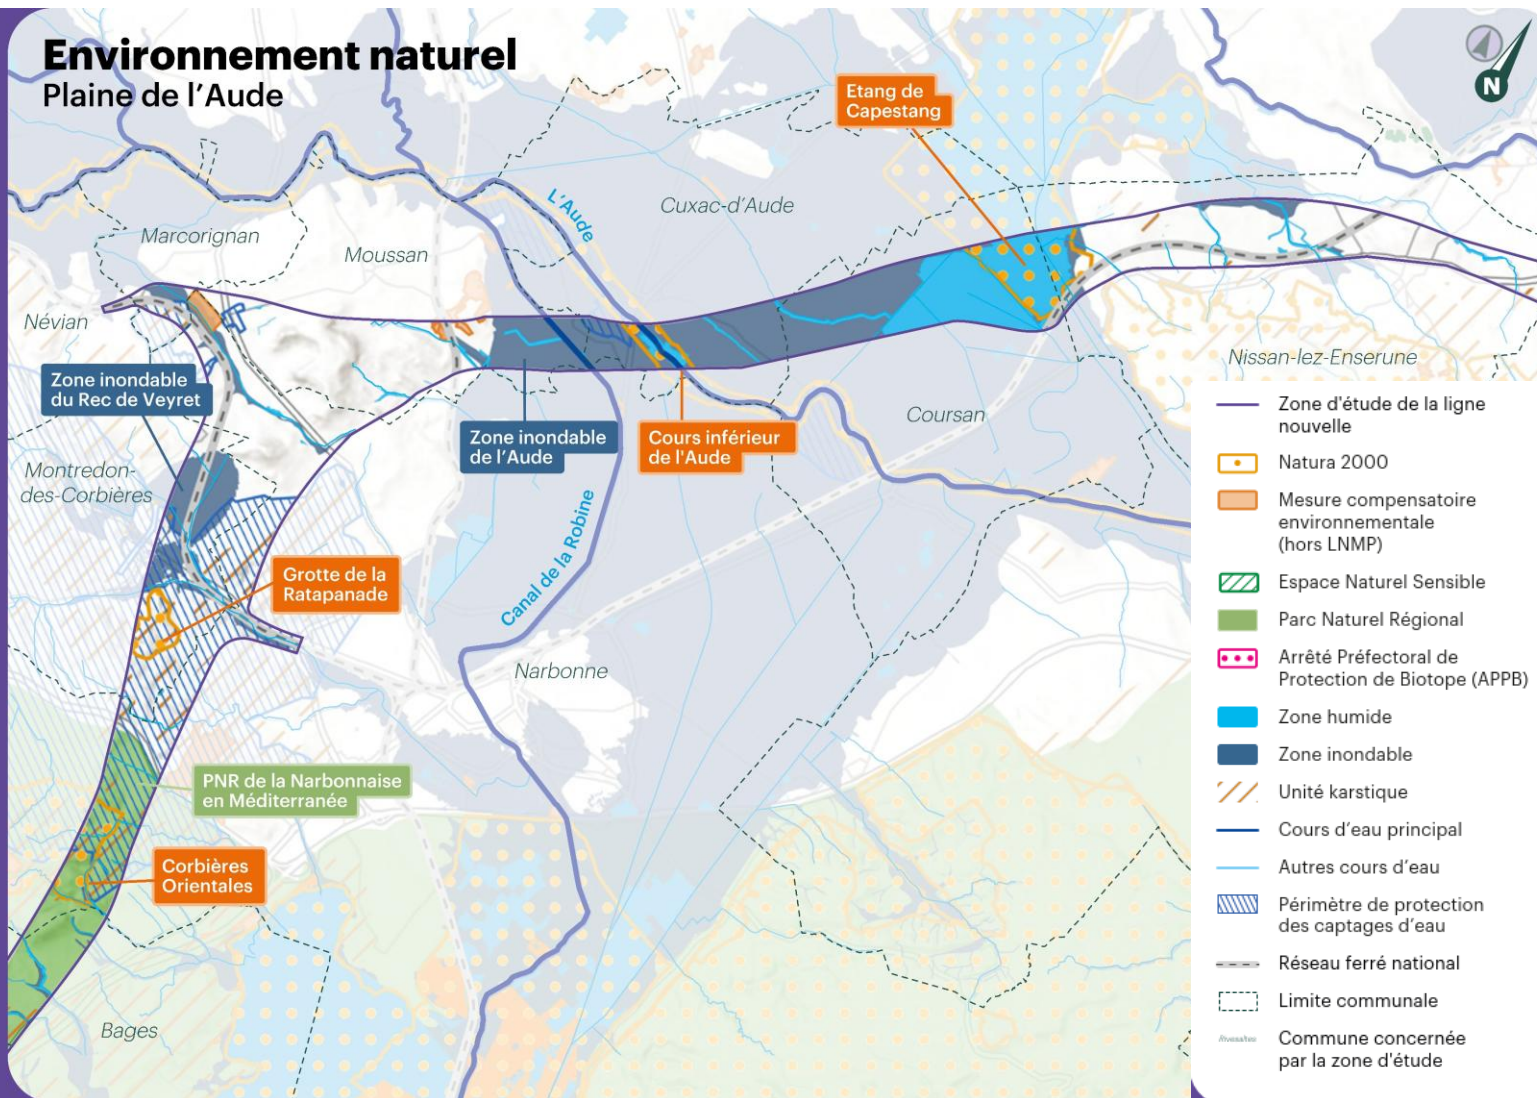 Environnement naturel
Plaine de l'Aude
N
Etang de
Capestang
L'Aude
Cuxac-d'Aude
Marcorignan
Moussan
Névian
Nissan-lez-Enserune
Zone inondable
du Rec de Veyret
Coursan
Zone inondable
de l'Aude
Cours inférieur
de l'Aude
Montredon-
des-Corbières
Canal de la Robine
Grotte de la
Ratapanade
Narbonne
PNR de la Narbonnaise
en Méditerranée
Corbières
Orientales
Bages
Zone d'étude de la ligne
nouvelle
Natura 2000
Mesure compensatoire
environnementale
(hors LNMP)
Espace Naturel Sensible
Parc Naturel Régional
Arrêté Préfectoral de
Protection de Biotope (APPB)
Zone humide
Zone inondable
Unité karstique
Cours d'eau principal
Autres cours d'eau
Périmètre de protection
des captages d'eau
Réseau ferré national
Limite communale
Rivesaltes
Commune concernée
par la zone d'étude